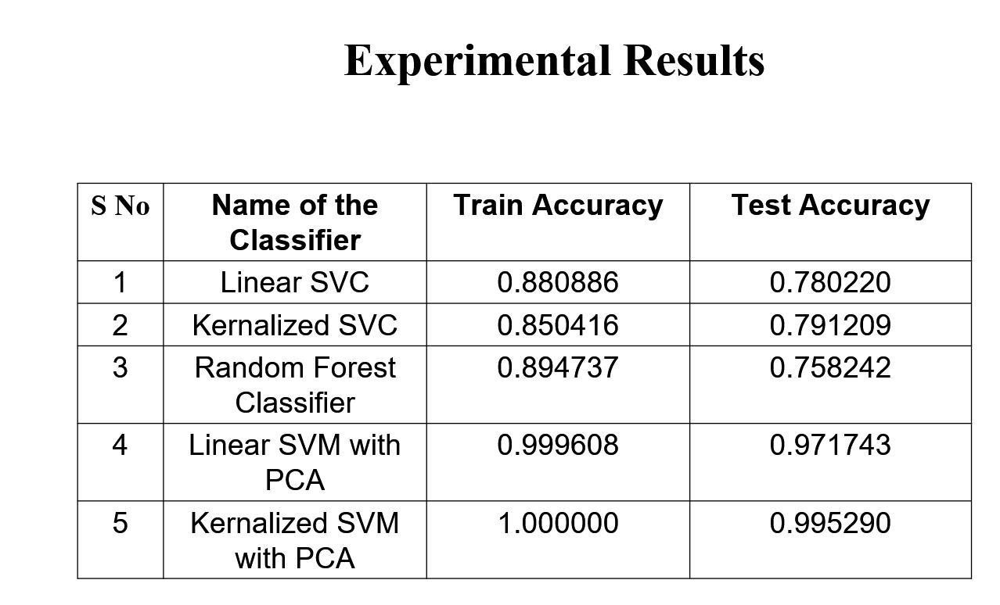 Experimental Results
S No Name of the Train Accuracy Test Accuracy
Classifier
1 Linear SVC 0.880886 0.780220
2 Kernalized SVC 0.850416 0.791209
3 Random Forest 0.894737 0.758242
Classifier
4 Linear SVM with 0.999608 0.971743
PCA
5 Kernalized SVM 1.000000 0.995290
with PCA